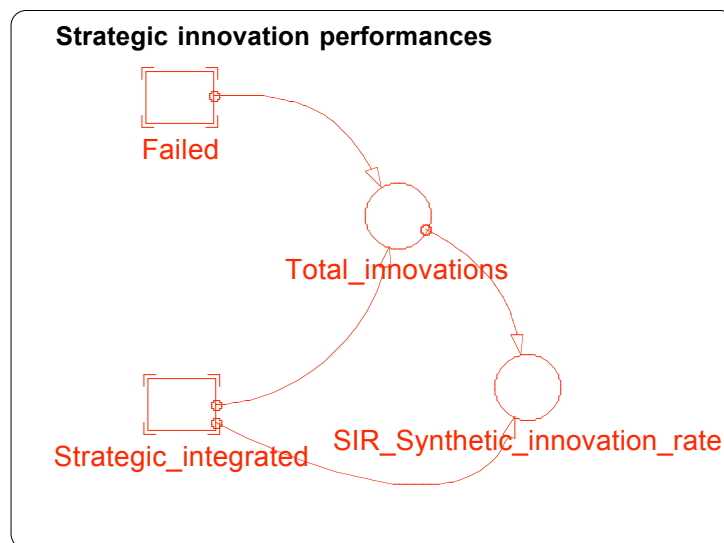 Strategic innovation performances
Failed
Total_innovations
SIR_Synthetic_innovation_rate
Strategic_integrated